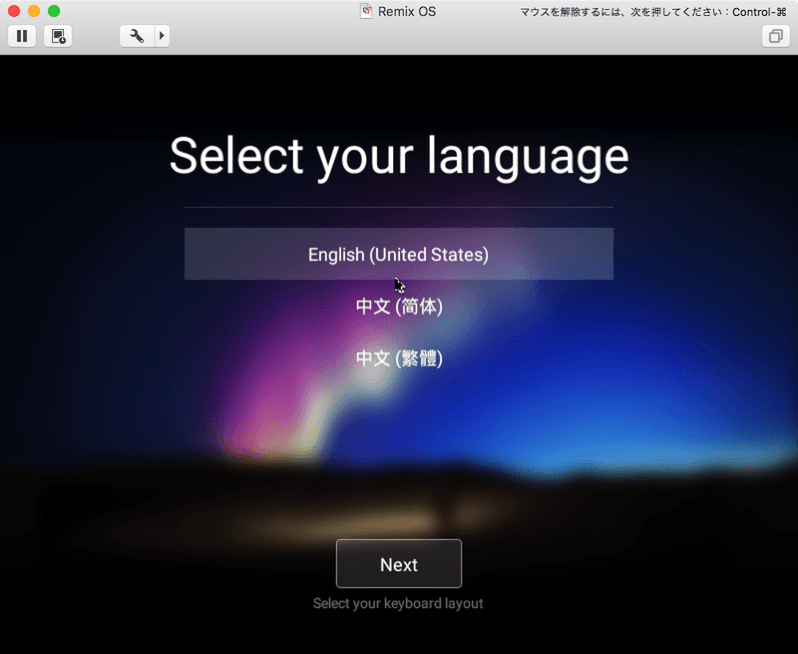 Remix OS
マウスを解除するには、次を押してください：Control-⌘
Select your language
English (United States)
中文 (简体)
中文 (繁體)
Next
Select your keyboard layout